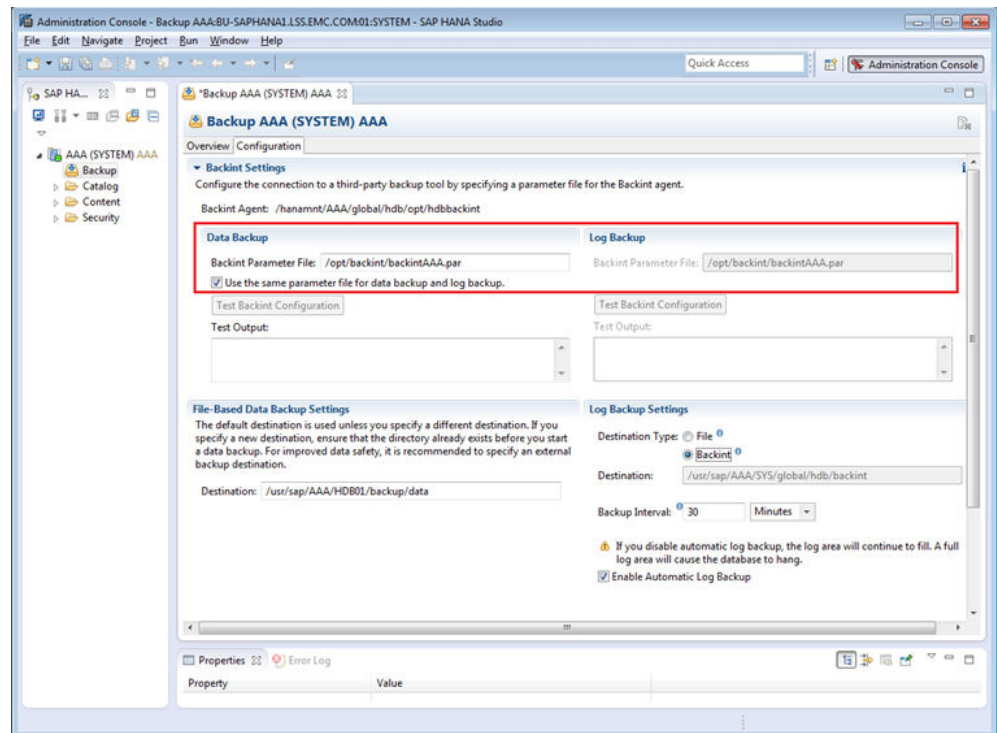 Administration Console - Backup AAA:BU-SAPHANA1.LSS.EMC.COM:01:SYSTEM - SAP HANA Studio
File Edit Navigate Project Run Window Help
Quick Access
Administration Console
SAP HA...
*Backup AAA (SYSTEM) AAA
Backup AAA (SYSTEM) AAA
AAA (SYSTEM) AAA
Backup
Catalog
Content
Security
Overview Configuration
Backint Settings
Configure the connection to a third-party backup tool by specifying a parameter file for the Backint agent.
Backint Agent: /hanamnt/AAA/global/hdb/opt/hdbbackint
Data Backup
Backint Parameter File: /opt/backint/backintAAA.par
Use the same parameter file for data backup and log backup.
Test Backint Configuration
Test Output:
Log Backup
Backint Parameter File: /opt/backint/backintAAA.par
Test Backint Configuration
Test Output:
File-Based Data Backup Settings
The default destination is used unless you specify a different destination. If you
specify a new destination, ensure that the directory already exists before you start
a data backup. For improved data safety, it is recommended to specify an external
backup destination.
Destination: /usr/sap/AAA/HDB01/backup/data
Log Backup Settings
Destination Type: File
Backint
Destination: /usr/sap/AAA/SYS/global/hdb/backint
Backup Interval: 30 Minutes
If you disable automatic log backup, the log area will continue to fill. A full
log area will cause the database to hang.
Enable Automatic Log Backup
Properties Error Log
Property Value